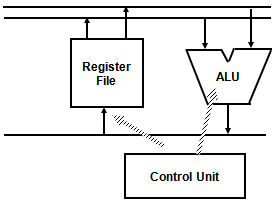 Register
File
ALU
Control Unit